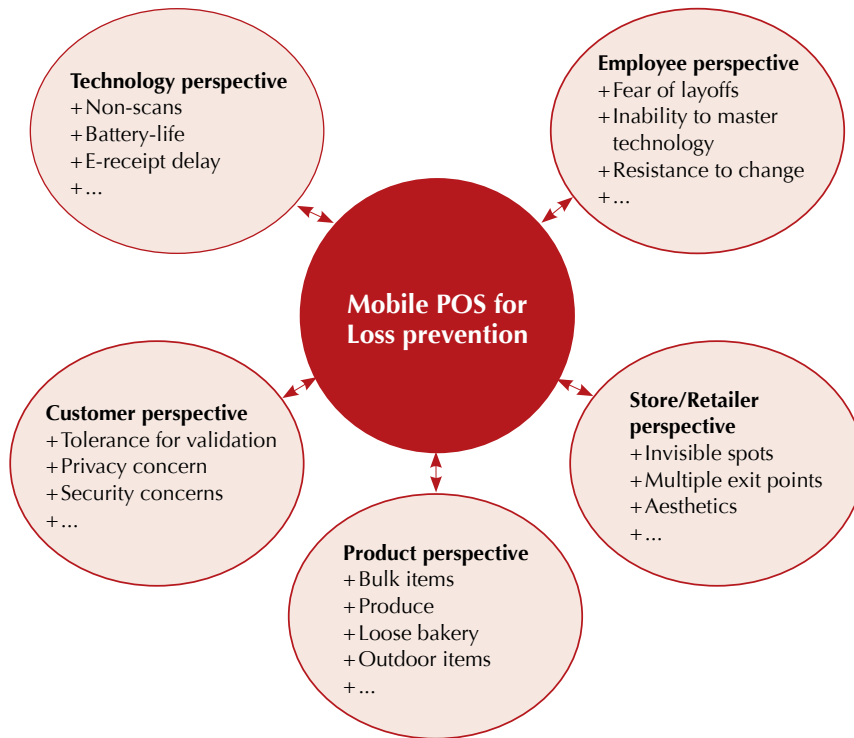 Technology perspective
+ Non-scans
+ Battery-life
+ E-receipt delay
+ ...
Employee perspective
+ Fear of layoffs
+ Inability to master
technology
+ Resistance to change
+ ...
Mobile POS for
Loss prevention
Customer perspective
+ Tolerance for validation
+ Privacy concern
+ Security concerns
+ ...
Store/Retailer
perspective
+ Invisible spots
+ Multiple exit points
+ Aesthetics
+ ...
Product perspective
+ Bulk items
+ Produce
+ Loose bakery
+ Outdoor items
+ ...